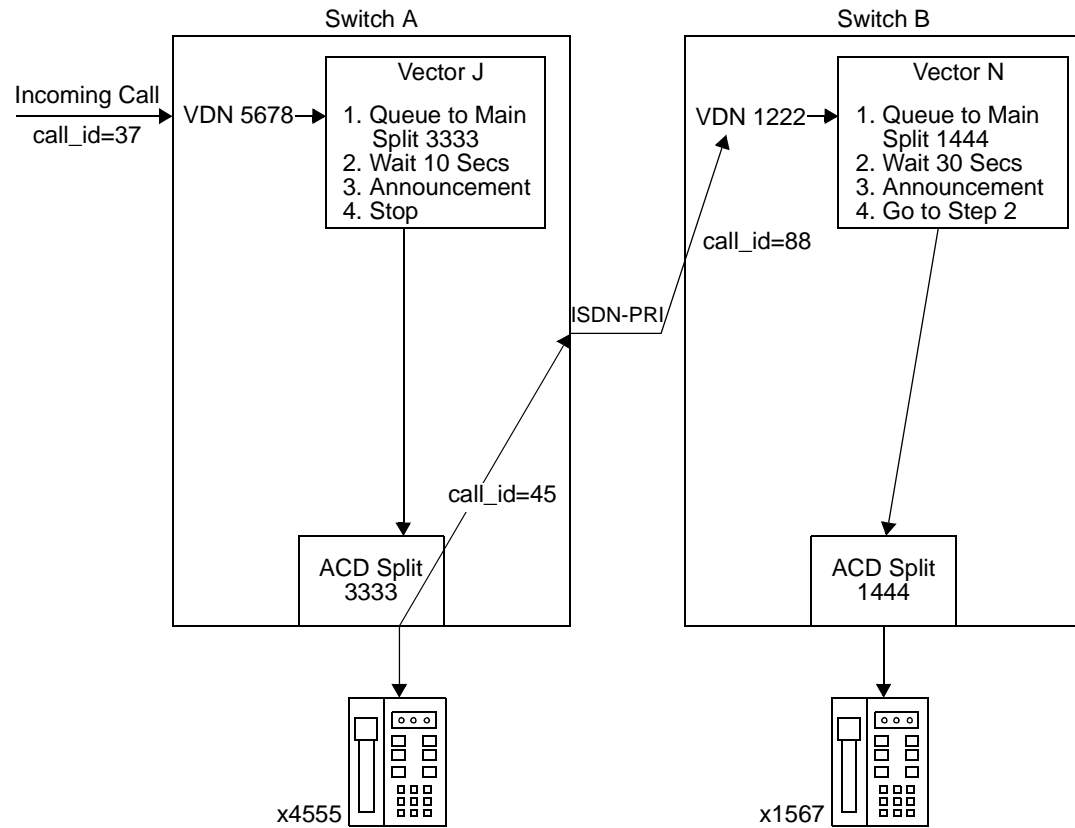 Switch A
Switch B
Incoming Call
call_id=37
VDN 5678
Vector J
1. Queue to Main
Split 3333
2. Wait 10 Secs
3. Announcement
4. Stop
VDN 1222
Vector N
1. Queue to Main
Split 1444
2. Wait 30 Secs
3. Announcement
4. Go to Step 2
call_id=88
ISDN-PRI
call_id=45
ACD Split
3333
ACD Split
1444
x4555
x1567